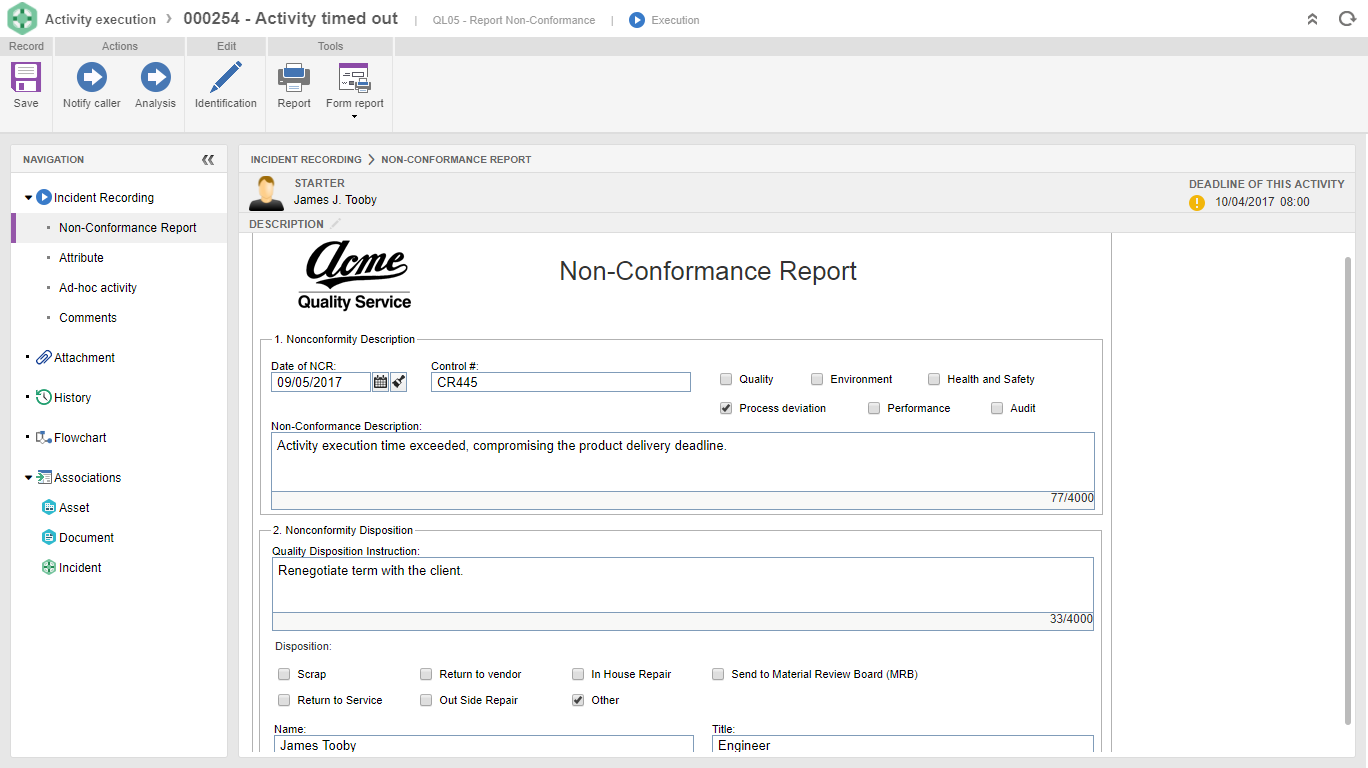 Activity execution › 000254 - Activity timed out | QL05 - Report Non-Conformance | Execution
Record Actions Edit Tools
Save Notify caller Analysis Identification Report Form report
NAVIGATION
Incident Recording
Non-Conformance Report
Attribute
Ad-hoc activity
Comments
Attachment
History
Flowchart
Associations
Asset
Document
Incident
INCIDENT RECORDING > NON-CONFORMANCE REPORT
STARTER
James J. Tooby
DEADLINE OF THIS ACTIVITY
10/04/2017 08:00
DESCRIPTION
Acme
Quality Service
Non-Conformance Report
1. Nonconformity Description
Date of NCR: Control #:
09/05/2017 CR445
Quality Environment Health and Safety
Process deviation Performance Audit
Non-Conformance Description:
Activity execution time exceeded, compromising the product delivery deadline.
77/4000
2. Nonconformity Disposition
Quality Disposition Instruction:
Renegotiate term with the client.
33/4000
Disposition:
Scrap Return to vendor In House Repair Send to Material Review Board (MRB)
Return to Service Out Side Repair Other
Name: Title:
James Tooby Engineer